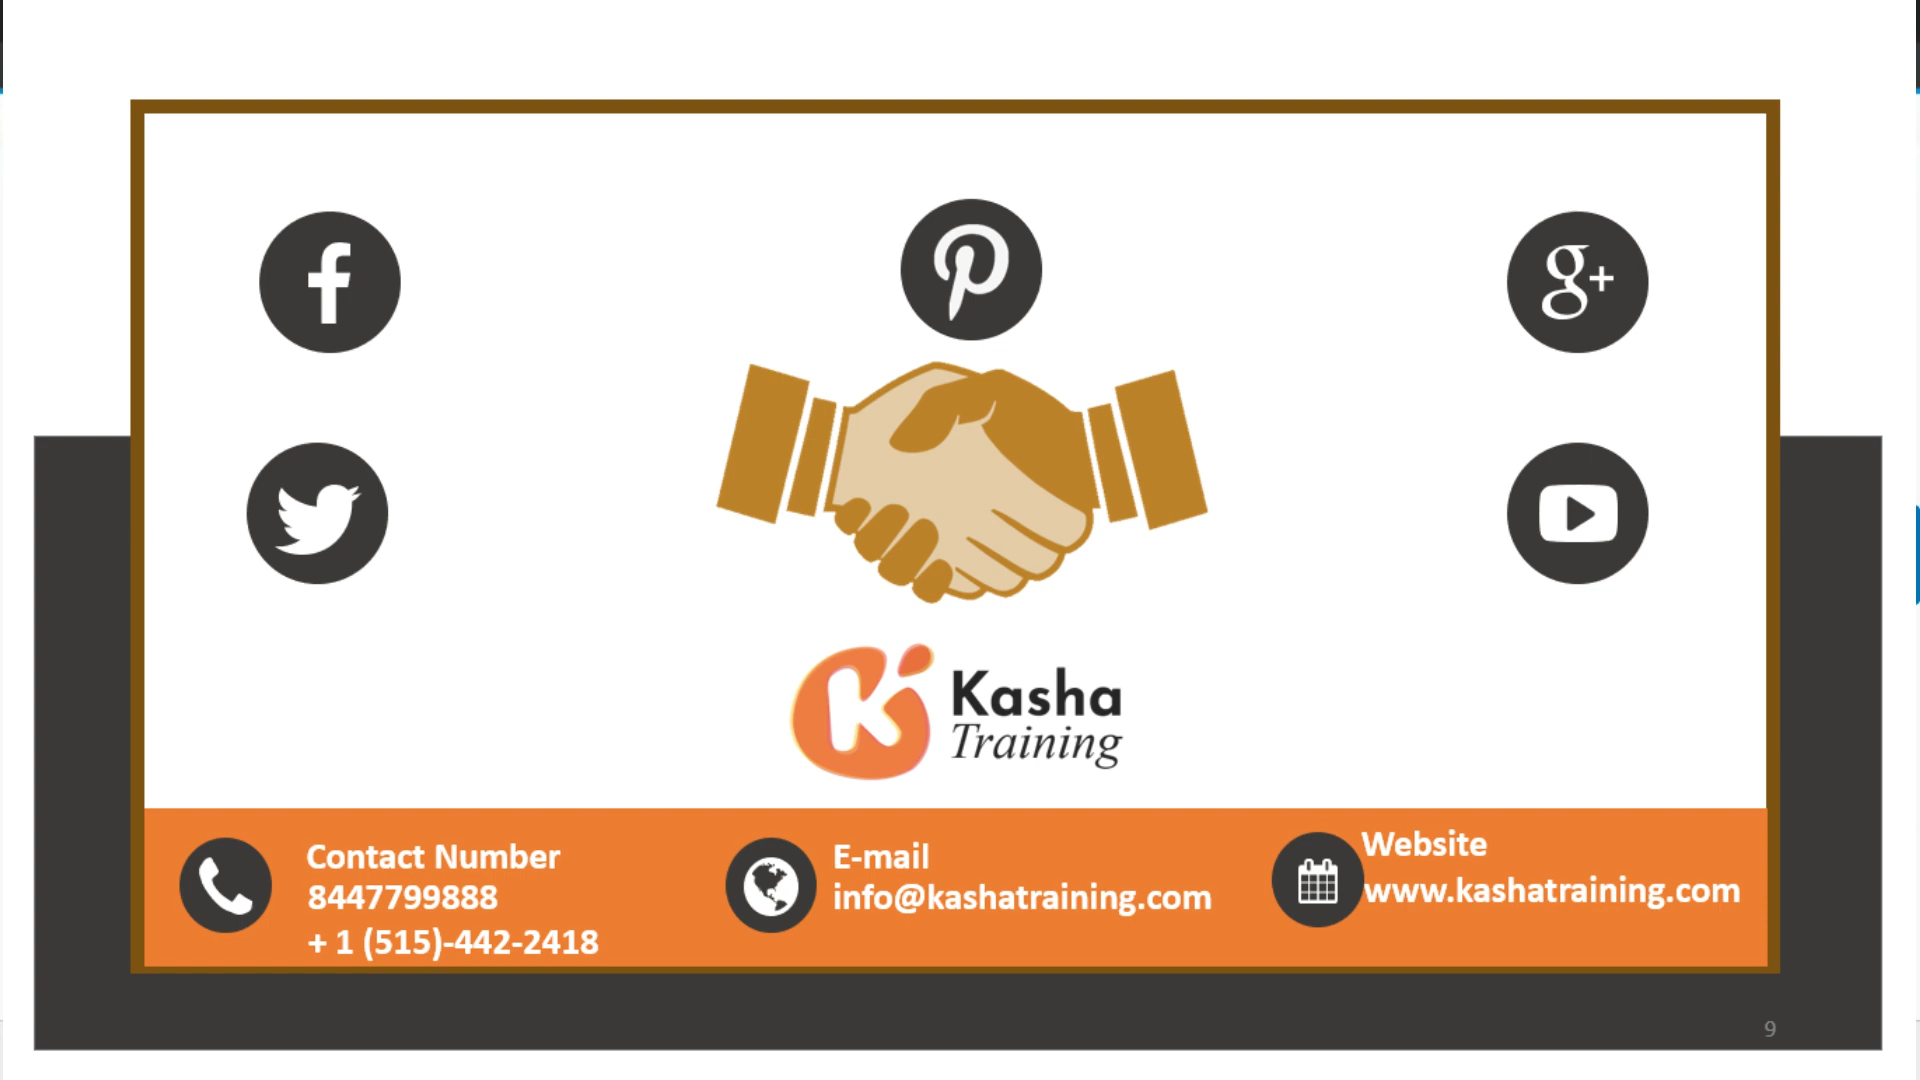 f
g+
Kasha
Training
Contact Number
8447799888
+ 1 (515)-442-2418
E-mail
info@kashatraining.com
Website
www.kashatraining.com
9